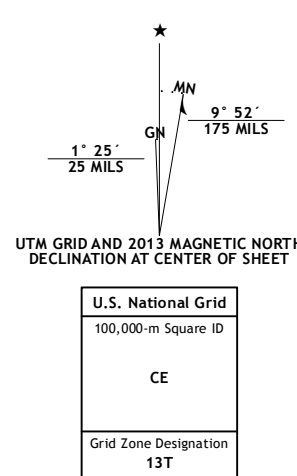 ★
MN
GN
9° 52´
175 MILS
1° 25´
25 MILS
UTM GRID AND 2013 MAGNETIC NORTH
DECLINATION AT CENTER OF SHEET
U.S. National Grid
100,000-m Square ID
CE
Grid Zone Designation
13T